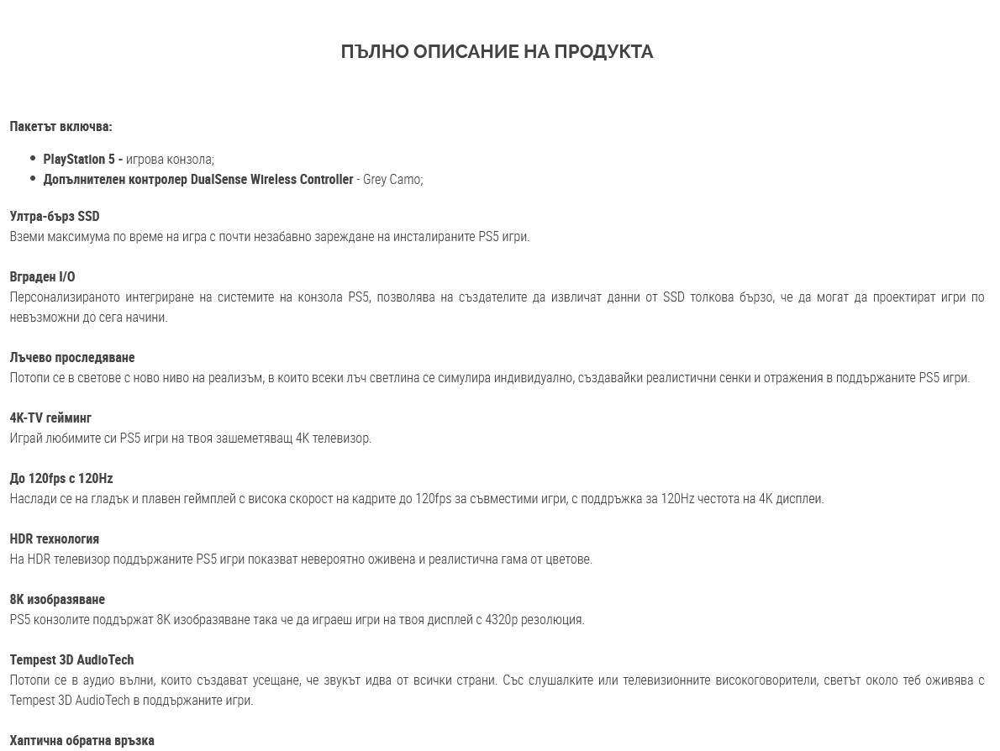 ПЪЛНО ОПИСАНИЕ НА ПРОДУКТА
Пакетът включва:
• PlayStation 5 - игрова конзола;
• Допълнителен контролер DualSense Wireless Controller - Grey Camo;
Ултра-бърз SSD
Вземи максимума по време на игра с почти незабавно зареждане на инсталираните PS5 игри.
Вграден I/O
Персонализираното интегриране на системите на конзола PS5, позволява на създателите да извличат данни от SSD толкова бързо, че да могат да проектират игри по
невъзможни до сега начини.
Лъчево проследяване
Потопи се в светове с ново ниво на реализъм, в които всеки лъч светлина се симулира индивидуално, създавайки реалистични сенки и отражения в поддържаните PS5 игри.
4K-TV гейминг
Играй любимите си PS5 игри на твоя зашеметяващ 4K телевизор.
До 120fps с 120Hz
Наслади се на гладък и плавен геймплей с висока скорост на кадрите до 120fps за съвместими игри, с поддръжка за 120Hz честота на 4K дисплеи.
HDR технология
На HDR телевизор поддържаните PS5 игри показват невероятно оживена и реалистична гама от цветове.
8K изобразяване
PS5 конзолите поддържат 8K изобразяване така че да играеш игри на твоя дисплей с 4320p резолюция.
Tempest 3D AudioTech
Потопи се в аудио вълни, които създават усещане, че звукът идва от всички страни. Със слушалките или телевизионните високоговорители, светът около теб оживява с
Tempest 3D AudioTech в поддържаните игри.
Хаптична обратна връзка